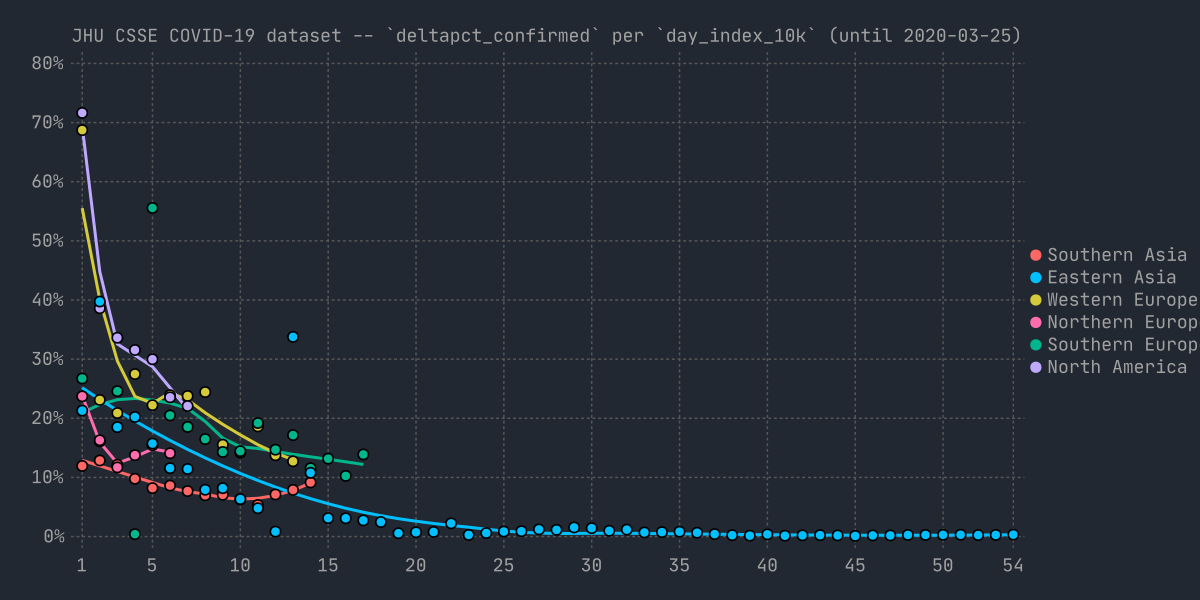 JHU CSSE COVID-19 dataset -- `deltapct_confirmed` per `day_index_10k` (until 2020-03-25)
80%
70%
60%
50%
40%
30%
20%
10%
0%
1 5 10 15 20 25 30 35 40 45 50 54
Southern Asia
Eastern Asia
Western Europe
Northern Europ
Southern Europ
North America